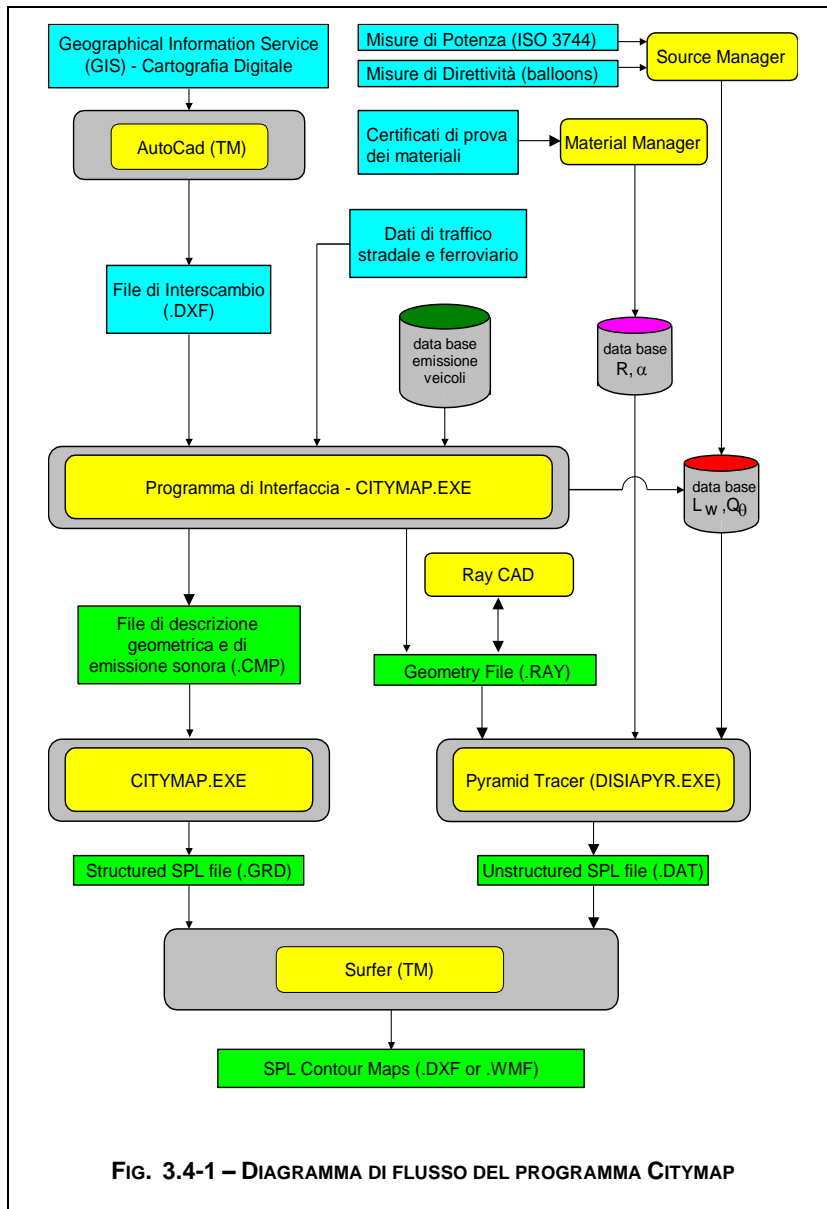 Geographical Information Service
(GIS) - Cartografia Digitale
Misure di Potenza (ISO 3744)
Misure di Direttività (balloons)
Source Manager
AutoCad (TM)
Certificati di prova
dei materiali
Material Manager
Dati di traffico
stradale e ferroviario
File di Interscambio
(.DXF)
data base
emissione
veicoli
data base
R, α
Programma di Interfaccia - CITYMAP.EXE
data base
Lw ,Qθ
Ray CAD
File di descrizione
geometrica e di
emissione sonora (.CMP)
Geometry File (.RAY)
CITYMAP.EXE
Pyramid Tracer (DISIAPYR.EXE)
Structured SPL file (.GRD)
Unstructured SPL file (.DAT)
Surfer (TM)
SPL Contour Maps (.DXF or .WMF)
FIG. 3.4-1 – DIAGRAMMA DI FLUSSO DEL PROGRAMMA CITYMAP